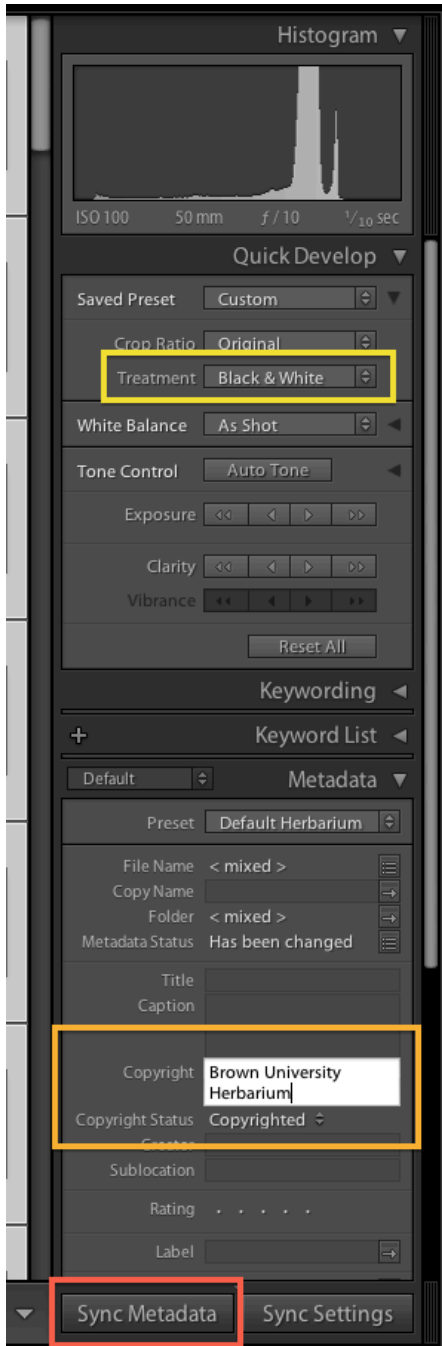 Histogram
ISO 100 50 mm f / 10 1/10 sec
Quick Develop
Saved Preset Custom
Crop Ratio Original
Treatment Black & White
White Balance As Shot
Tone Control Auto Tone
Exposure
Clarity
Vibrance
Reset All
Keywording
Keyword List
Default Metadata
Preset Default Herbarium
File Name < mixed >
Copy Name
Folder < mixed >
Metadata Status Has been changed
Title
Caption
Copyright Brown University
Herbarium
Copyright Status Copyrighted
Creator
Sublocation
Rating . . . . .
Label
Sync Metadata Sync Settings